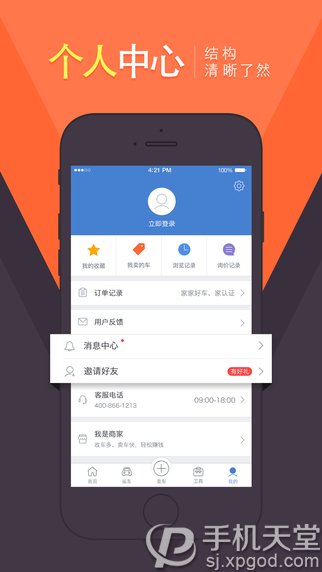 个人中心
结构
清晰了然
4:21 PM
100%
立即登录
我的收藏
我卖的车
浏览记录
询价记录
订单记录
家家好车、家认证
用户反馈
消息中心
邀请好友
有好礼
客服电话
09:00-18:00
400-866-1213
我是商家
收车多、卖车快、轻松赚钱
首页
卖车
工具
我的
手机天堂
sj.xpgod.com